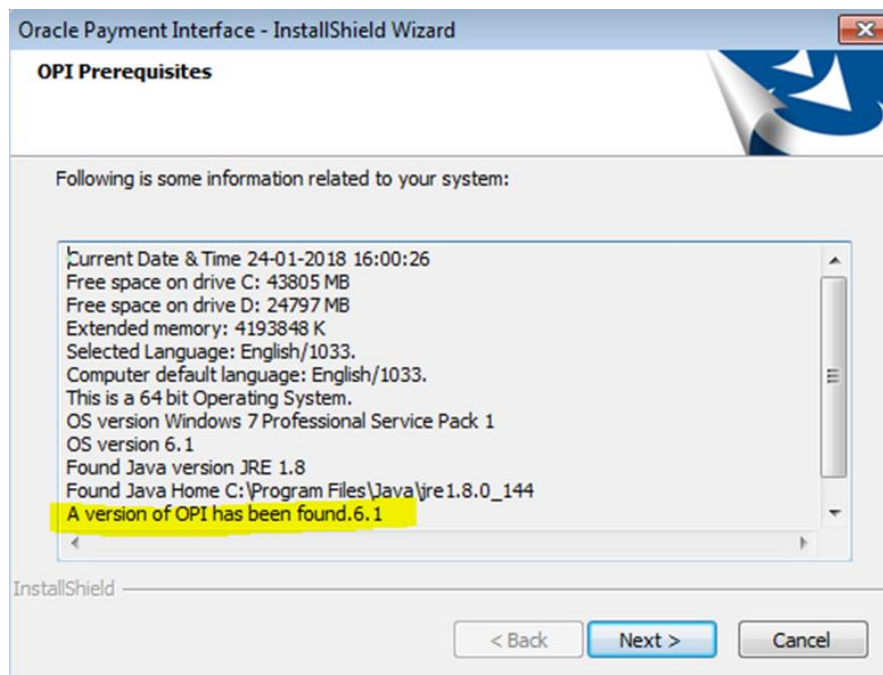 Oracle Payment Interface - InstallShield Wizard
OPI Prerequisites
Following is some information related to your system:
Current Date & Time 24-01-2018 16:00:26
Free space on drive C: 43805 MB
Free space on drive D: 24797 MB
Extended memory: 4193848 K
Selected Language: English/1033.
Computer default language: English/1033.
This is a 64 bit Operating System.
OS version Windows 7 Professional Service Pack 1
OS version 6.1
Found Java version JRE 1.8
Found Java Home C:\Program Files\Java\jre1.8.0_144
A version of OPI has been found.6.1
InstallShield
< Back Next > Cancel